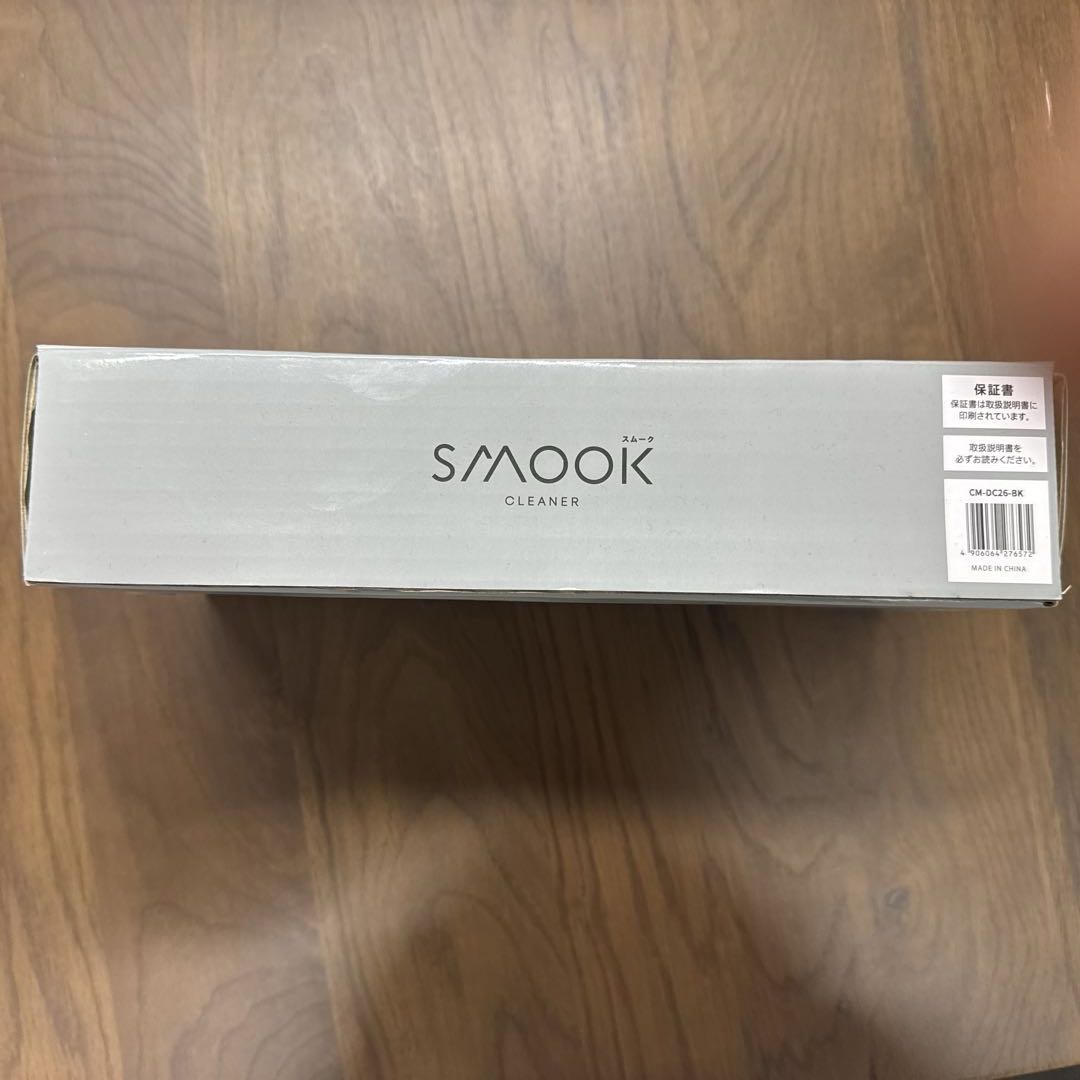 スムーク
SMOOK
CLEANER
保証書
保証書は取扱説明書に
印刷されています。
取扱説明書を
必ずお読みください。
CM-DC26-BK
4 906064 276572
MADE IN CHINA